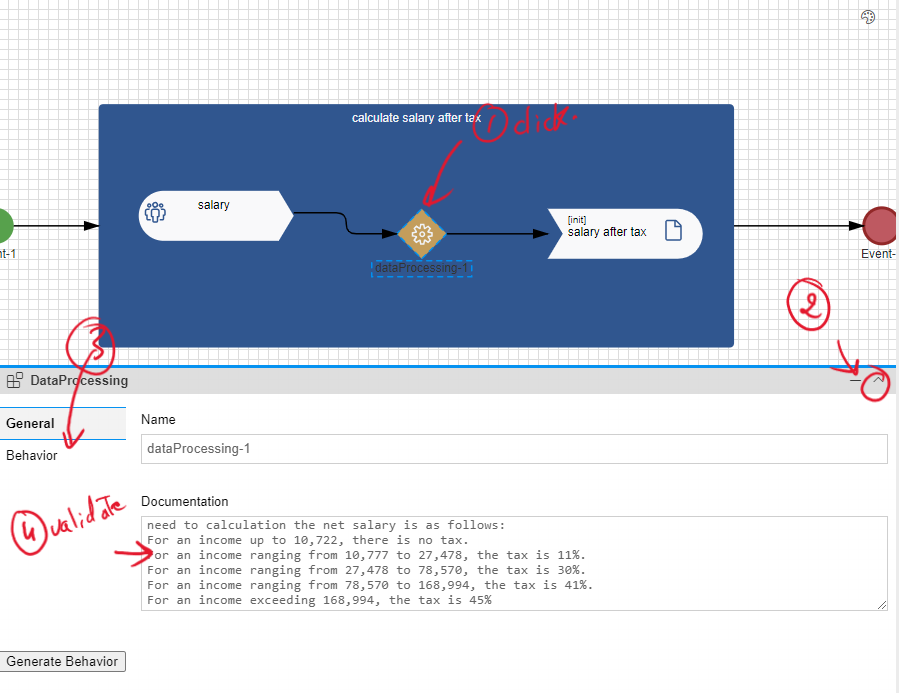 calculate salary after tax
① click.
salary
[init]
salary after tax
dataProcessing-1
nt-1
Event-
2
3
DataProcessing
General
Name
Behavior
dataProcessing-1
④ validate
Documentation
need to calculation the net salary is as follows:
For an income up to 10,722, there is no tax.
For an income ranging from 10,777 to 27,478, the tax is 11%.
For an income ranging from 27,478 to 78,570, the tax is 30%.
For an income ranging from 78,570 to 168,994, the tax is 41%.
For an income exceeding 168,994, the tax is 45%
Generate Behavior